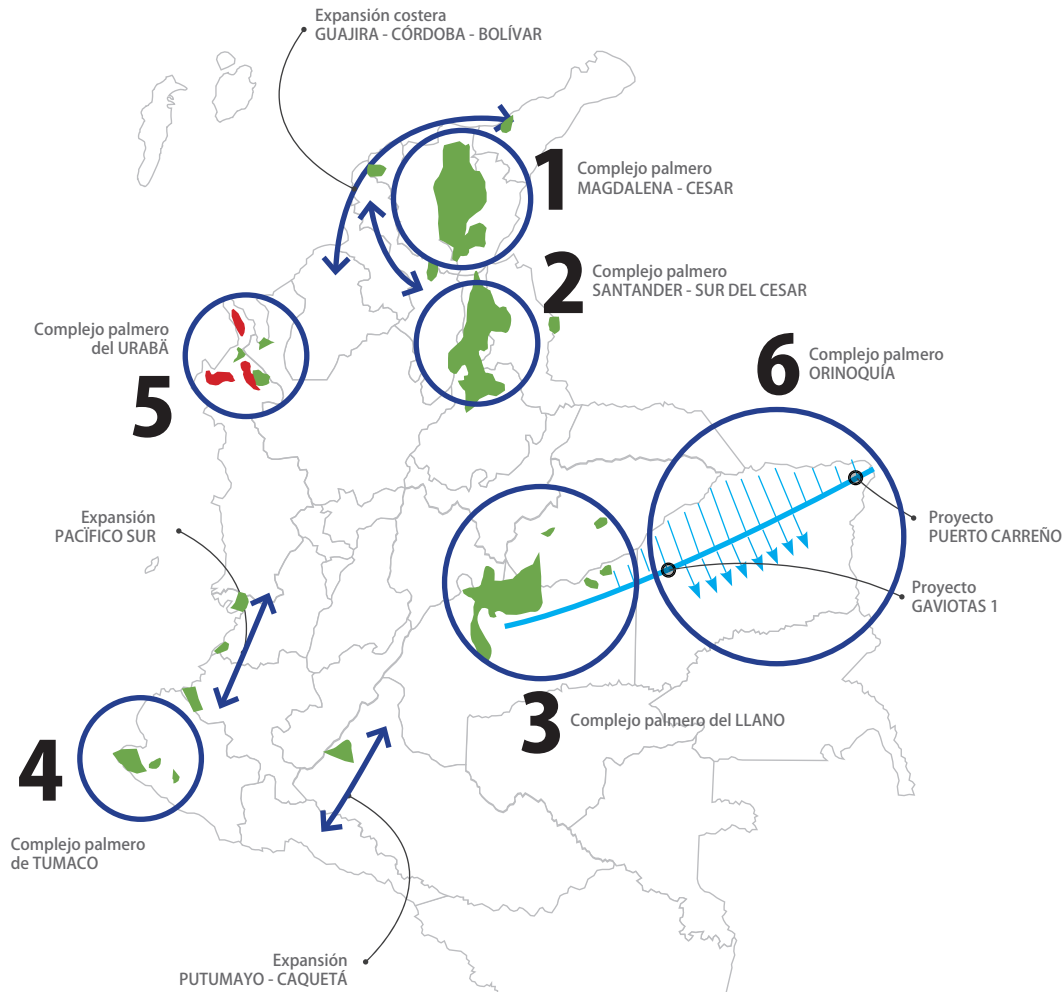 Expansión costera
GUAJIRA - CÓRDOBA - BOLÍVAR
1
Complejo palmero
MAGDALENA - CESAR
2
Complejo palmero
SANTANDER - SUR DEL CESAR
Complejo palmero
del URABÄ
5
6
Complejo palmero
ORINOQUÍA
Expansión
PACÏFICO SUR
Proyecto
PUERTO CARREÑO
Proyecto
GAVIOTAS 1
3
Complejo palmero del LLANO
4
Complejo palmero
de TUMACO
Expansión
PUTUMAYO - CAQUETÁ